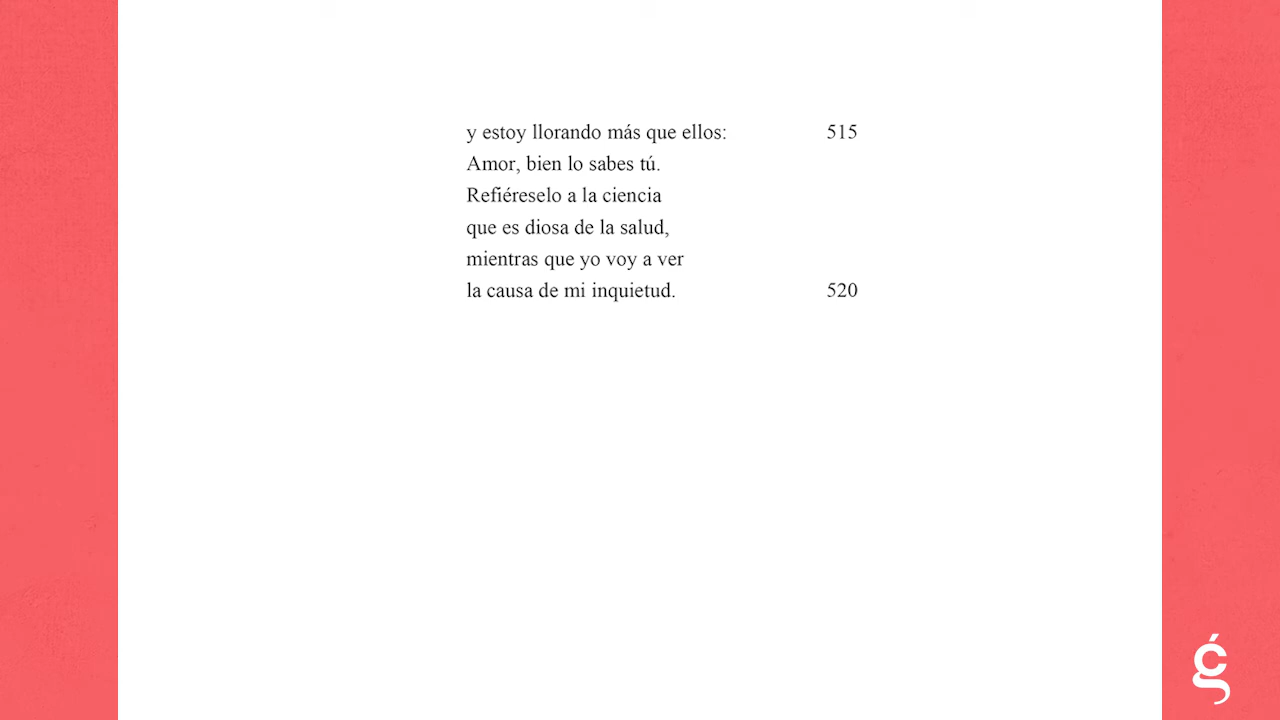 y estoy llorando más que ellos: 515
Amor, bien lo sabes tú.
Refiéreselo a la ciencia
que es diosa de la salud,
mientras que yo voy a ver
la causa de mi inquietud. 520